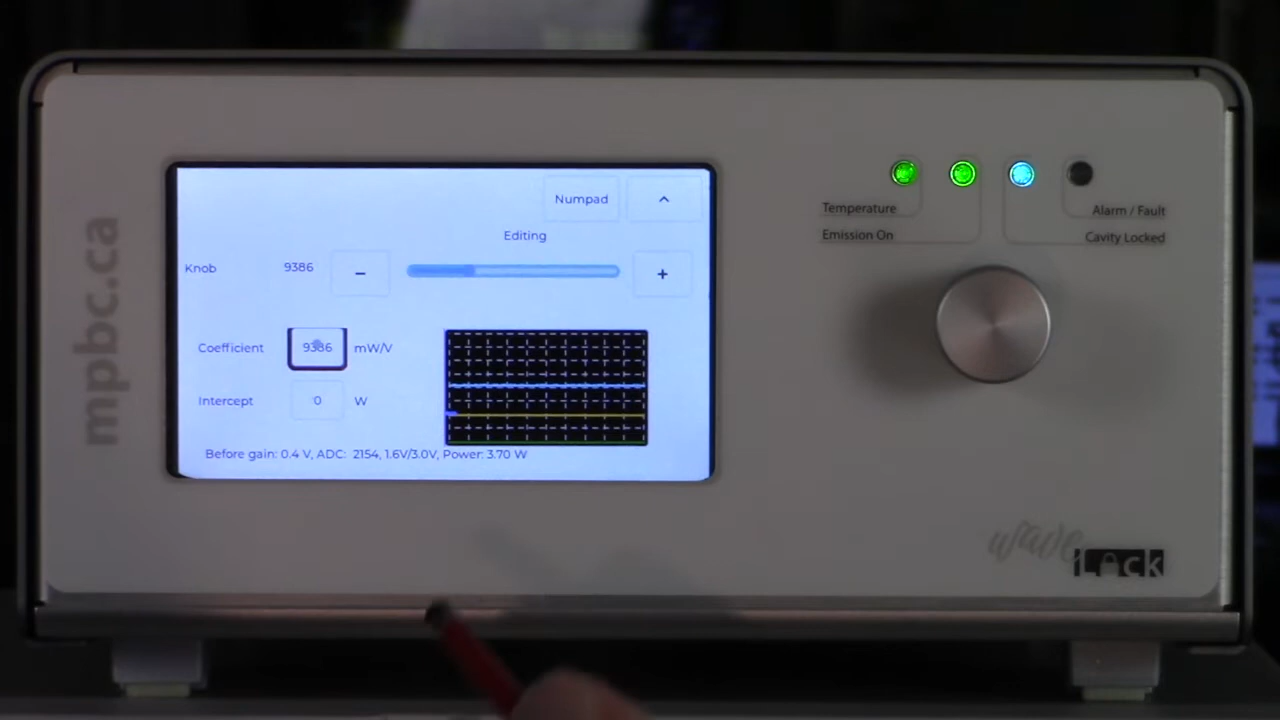 mpbc.ca
Numpad
Editing
Knob 9386 − +
Coefficient 9386 mW/V
Intercept 0 W
Before gain: 0.4 V, ADC: 2154, 1.6V/3.0V, Power: 3.70 W
Temperature
Emission On
Alarm / Fault
Cavity Locked
wave
iLock